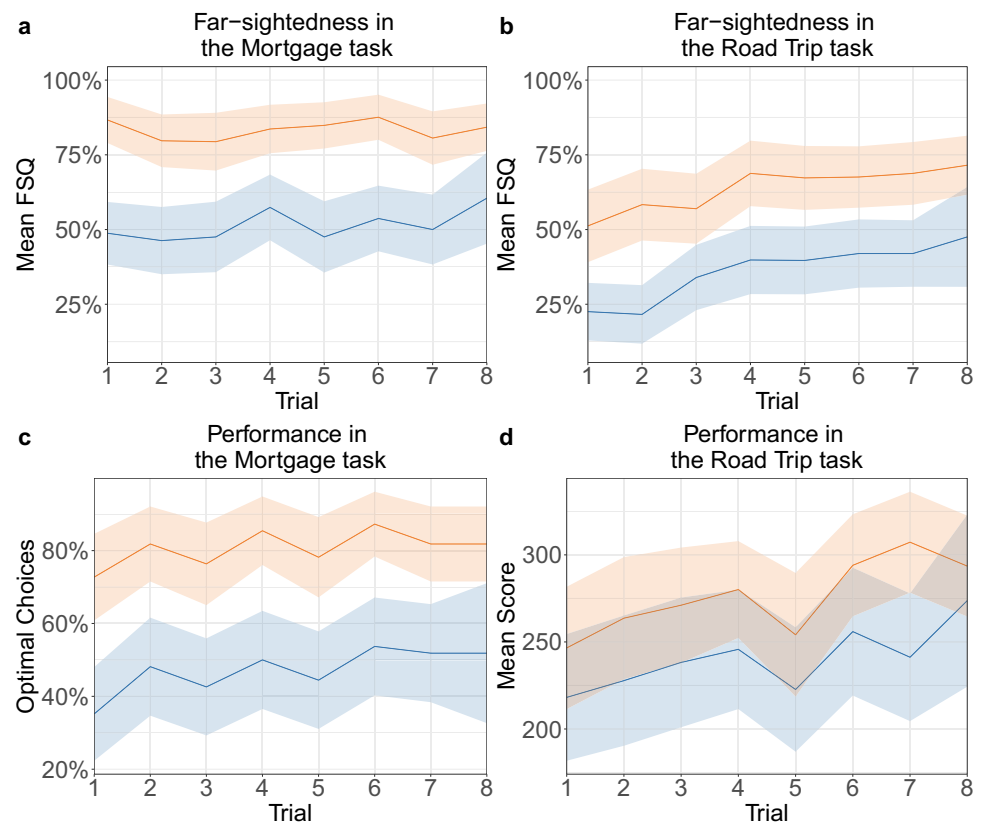 a
Far−sightedness in
the Mortgage task
Mean FSQ
100%
75%
50%
25%
1 2 3 4 5 6 7 8
Trial
b
Far−sightedness in
the Road Trip task
Mean FSQ
100%
75%
50%
25%
1 2 3 4 5 6 7 8
Trial
c
Performance in
the Mortgage task
Optimal Choices
80%
60%
40%
20%
1 2 3 4 5 6 7 8
Trial
d
Performance in
the Road Trip task
Mean Score
300
250
200
1 2 3 4 5 6 7 8
Trial